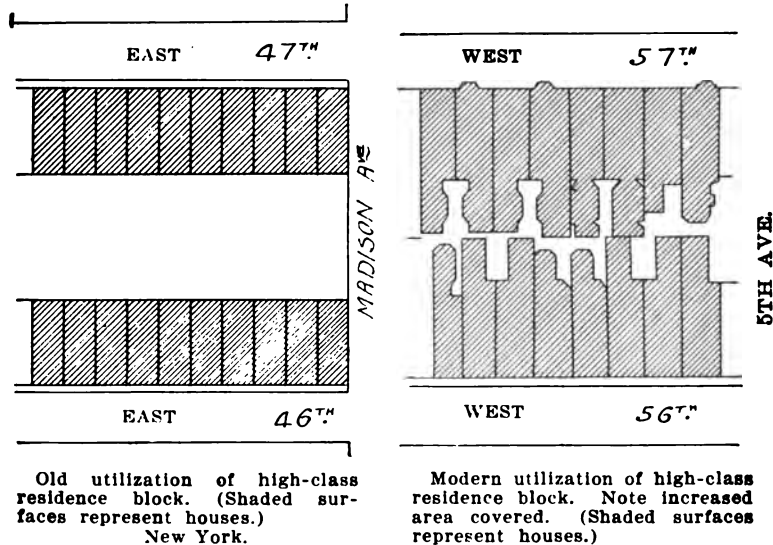 EAST 47TH.
MADISON AVE
EAST 46TH.
Old utilization of high-class
residence block. (Shaded sur-
faces represent houses.)
New York.
WEST 57TH.
5TH AVE.
WEST 56TH.
Modern utilization of high-class
residence block. Note increased
area covered. (Shaded surfaces
represent houses.)